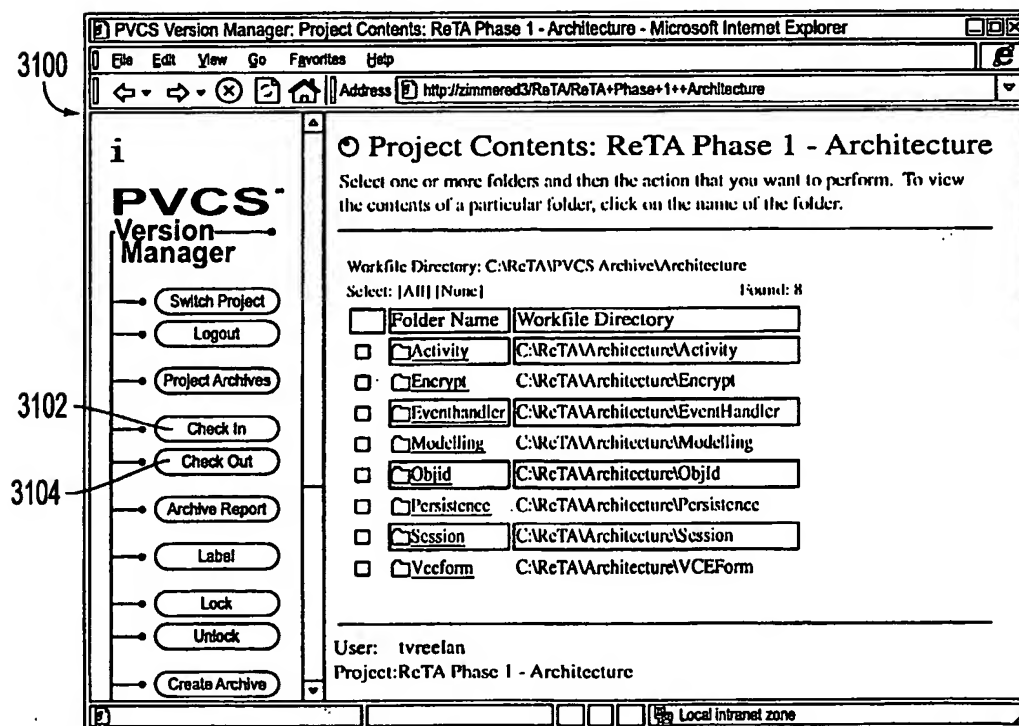 PVCS Version Manager: Project Contents: ReTA Phase 1 - Architecture - Microsoft Internet Explorer
3100
File Edit View Go Favorites Help
Address http://zimmered3/ReTA/ReTA+Phase+1++Architecture
i
PVCS
Version
Manager
Switch Project
Logout
Project Archives
3102
Check In
3104
Check Out
Archive Report
Label
Lock
Unlock
Create Archive
Project Contents: ReTA Phase 1 - Architecture
Select one or more folders and then the action that you want to perform. To view
the contents of a particular folder, click on the name of the folder.
Workfile Directory: C:\ReTA\PVCS Archive\Architecture
Select: [All] [None] Found: 8
Folder Name Workfile Directory
Activity C:\ReTA\Architecture\Activity
Encrypt C:\ReTA\Architecture\Encrypt
Eventhandler C:\ReTA\Architecture\EventHandler
Modelling C:\ReTA\Architecture\Modelling
Objid C:\ReTA\Architecture\ObjId
Persistence C:\ReTA\Architecture\Persistence
Session C:\ReTA\Architecture\Session
Vceform C:\ReTA\Architecture\VCEForm
User: tvreelan
Project:ReTA Phase 1 - Architecture
Local intranet zone